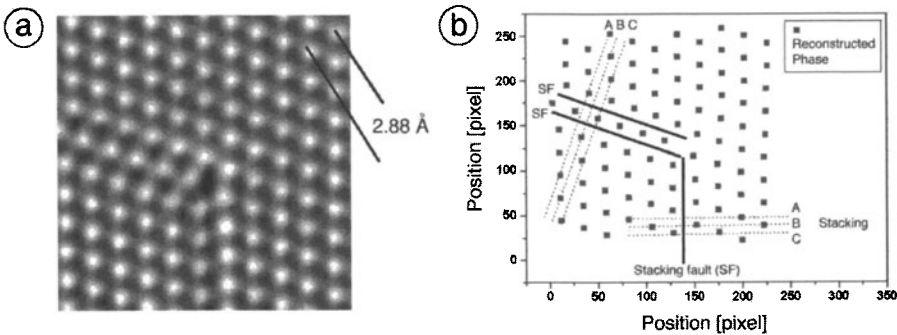 a
2.88 Å
b
A B C
Reconstructed
Phase
SF
SF
A
B
C
Stacking
Stacking fault (SF)
Position [pixel]
250
200
150
100
50
0
0 50 100 150 200 250 300 350
Position [pixel]